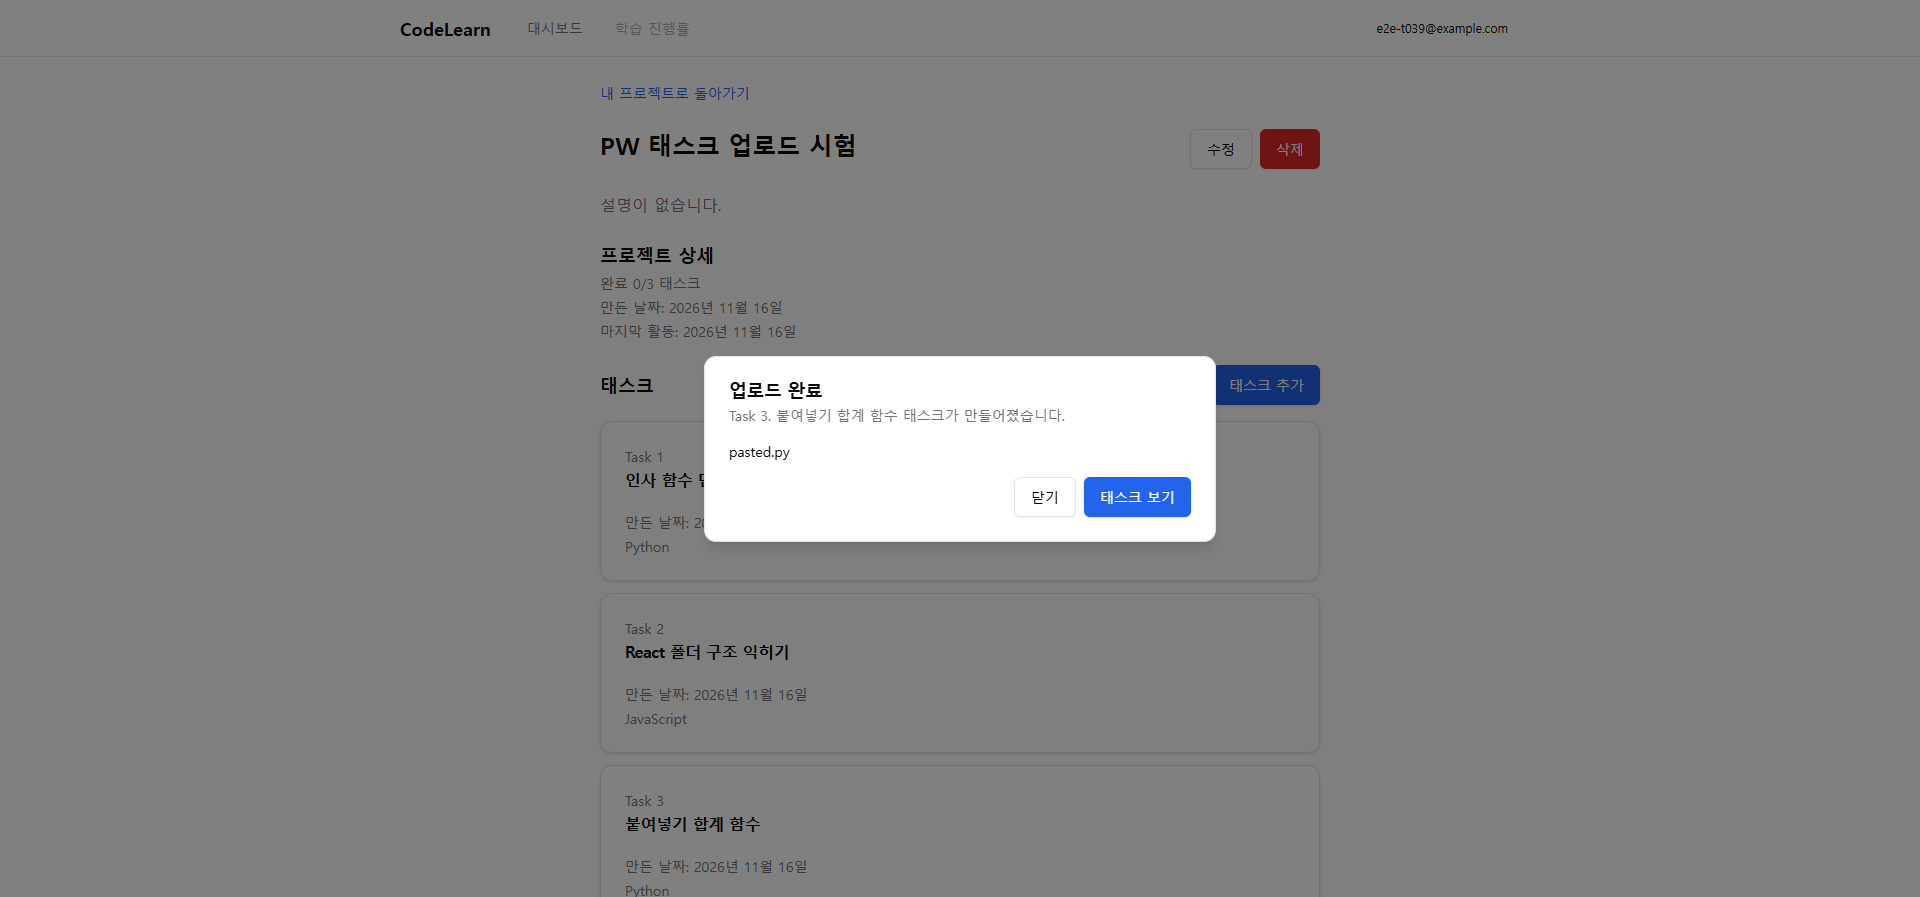 CodeLearn 대시보드 학습 진행률 e2e-t039@example.com
내 프로젝트로 돌아가기
PW 태스크 업로드 시험 수정 삭제
설명이 없습니다.
프로젝트 상세
완료 0/3 태스크
만든 날짜: 2026년 11월 16일
마지막 활동: 2026년 11월 16일
태스크 태스크 추가
업로드 완료
Task 3. 붙여넣기 합계 함수 태스크가 만들어졌습니다.
pasted.py
닫기 태스크 보기
Task 1
인사 함수
만든 날짜: 20
Python
Task 2
React 폴더 구조 익히기
만든 날짜: 2026년 11월 16일
JavaScript
Task 3
붙여넣기 합계 함수
만든 날짜: 2026년 11월 16일
Python